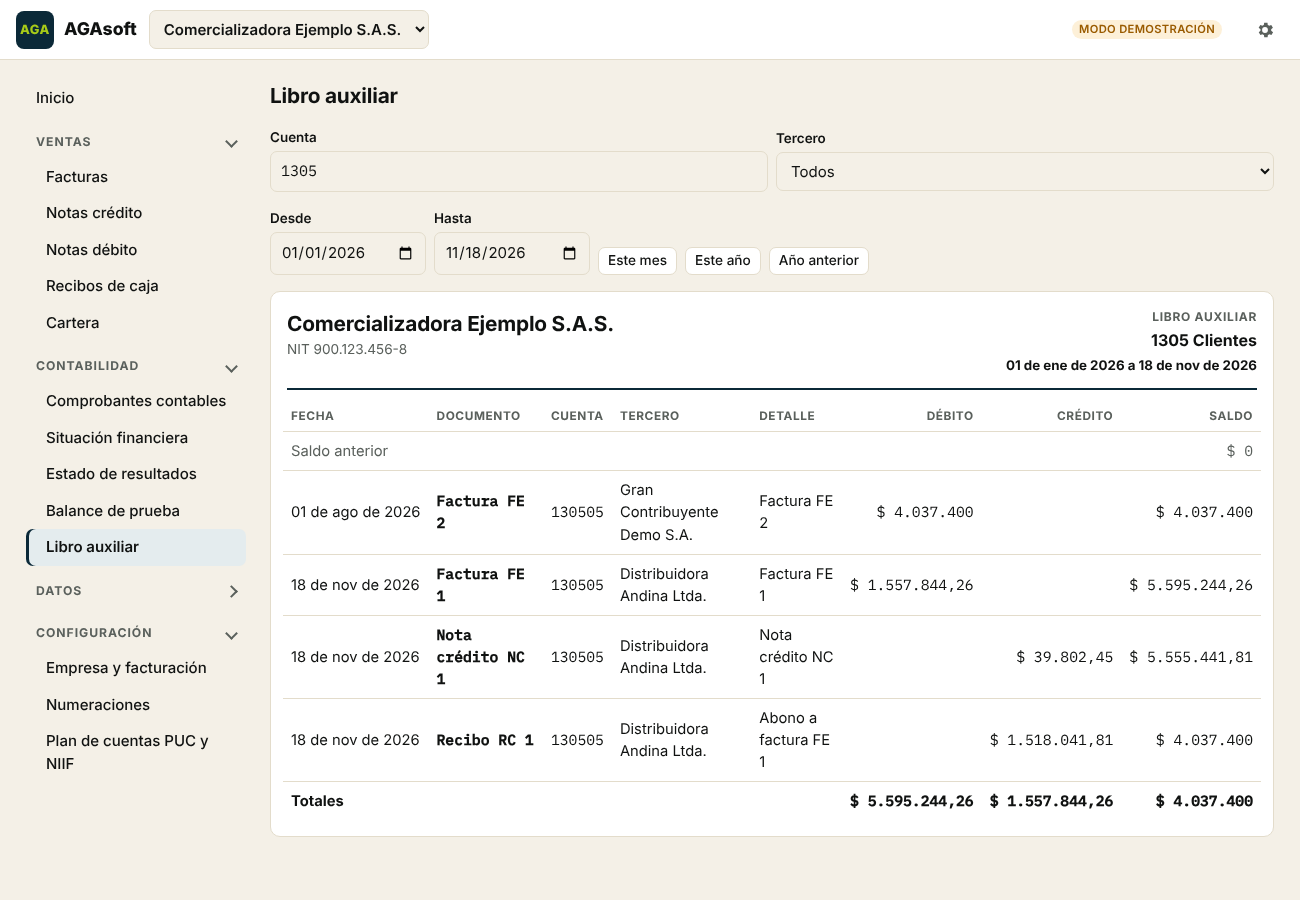 AGA AGAsoft Comercializadora Ejemplo S.A.S. MODO DEMOSTRACIÓN
Inicio
VENTAS
Facturas
Notas crédito
Notas débito
Recibos de caja
Cartera
CONTABILIDAD
Comprobantes contables
Situación financiera
Estado de resultados
Balance de prueba
Libro auxiliar
DATOS
CONFIGURACIÓN
Empresa y facturación
Numeraciones
Plan de cuentas PUC y
NIIF
Libro auxiliar
Cuenta Tercero
1305 Todos
Desde Hasta
01/01/2026 11/18/2026 Este mes Este año Año anterior
Comercializadora Ejemplo S.A.S.
NIT 900.123.456-8
LIBRO AUXILIAR
1305 Clientes
01 de ene de 2026 a 18 de nov de 2026
FECHA DOCUMENTO CUENTA TERCERO DETALLE DÉBITO CRÉDITO SALDO
Saldo anterior $ 0
01 de ago de 2026 Factura FE 2 130505 Gran Contribuyente Demo S.A. Factura FE 2 $ 4.037.400 $ 4.037.400
18 de nov de 2026 Factura FE 1 130505 Distribuidora Andina Ltda. Factura FE 1 $ 1.557.844,26 $ 5.595.244,26
18 de nov de 2026 Nota crédito NC 1 130505 Distribuidora Andina Ltda. Nota crédito NC 1 $ 39.802,45 $ 5.555.441,81
18 de nov de 2026 Recibo RC 1 130505 Distribuidora Andina Ltda. Abono a factura FE 1 $ 1.518.041,81 $ 4.037.400
Totales $ 5.595.244,26 $ 1.557.844,26 $ 4.037.400